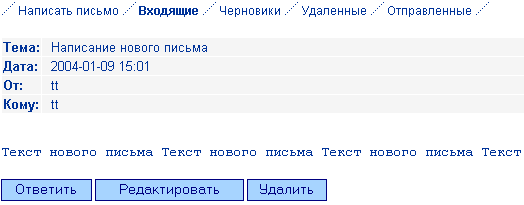 Написать письмо Входящие Черновики Удаленные Отправленные
Тема: Написание нового письма
Дата: 2004-01-09 15:01
От: tt
Кому: tt
Текст нового письма Текст нового письма Текст нового письма Текст
Ответить Редактировать Удалить